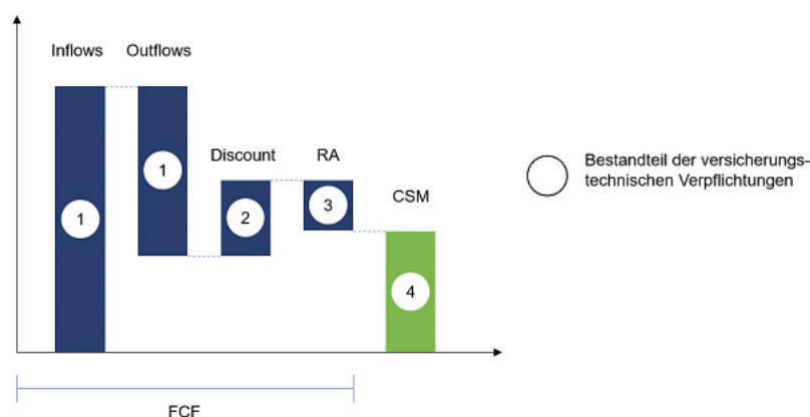 Inflows Outflows
Discount RA
CSM
1
1
2
3
4
Bestandteil der versicherungs-
technischen Verpflichtungen
FCF